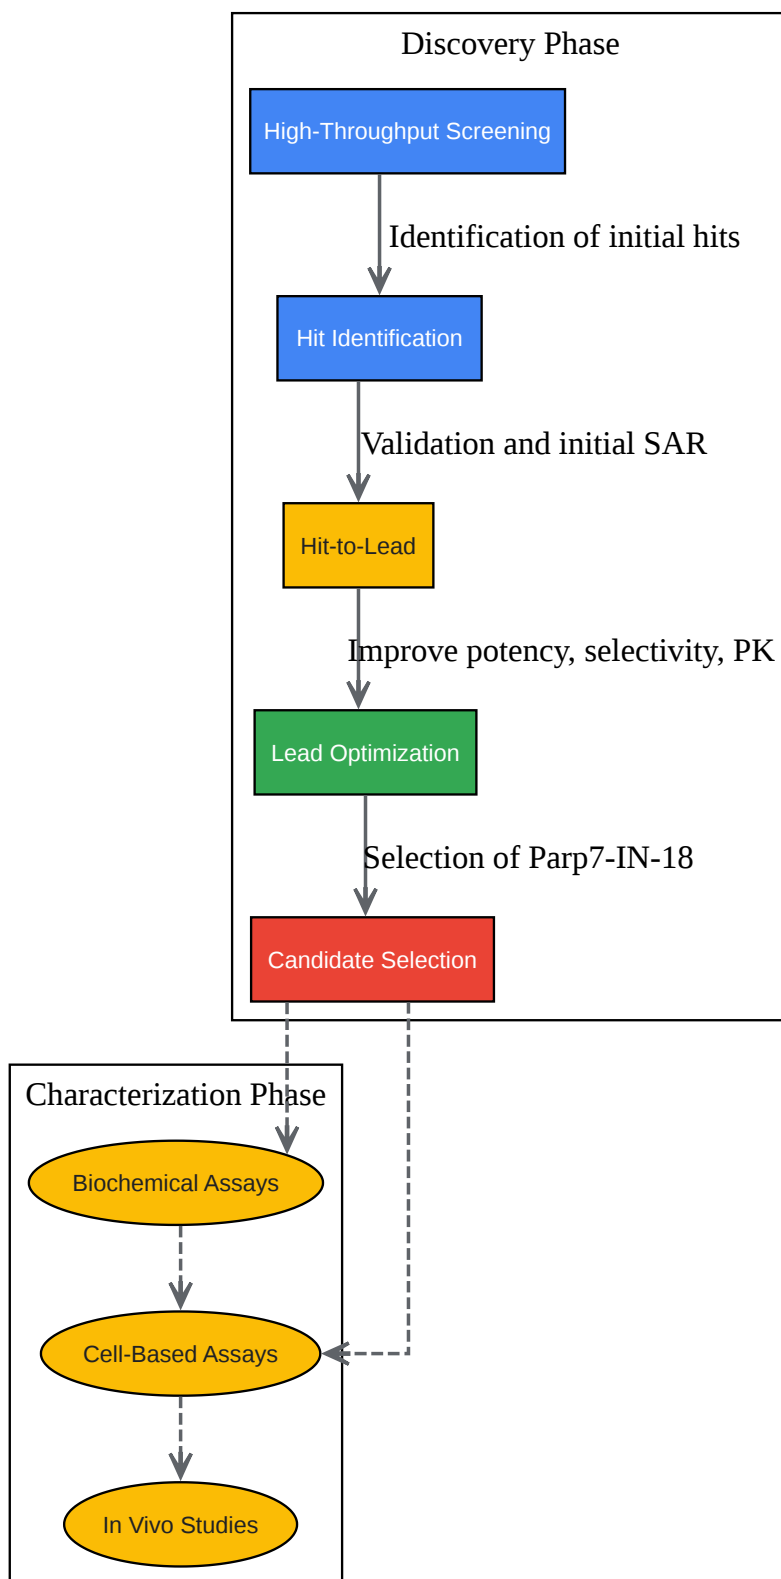 Discovery Phase
High-Throughput Screening
Identification of initial hits
Hit Identification
Validation and initial SAR
Hit-to-Lead
Improve potency, selectivity, PK
Lead Optimization
Selection of Parp7-IN-18
Candidate Selection
Characterization Phase
Biochemical Assays
Cell-Based Assays
In Vivo Studies